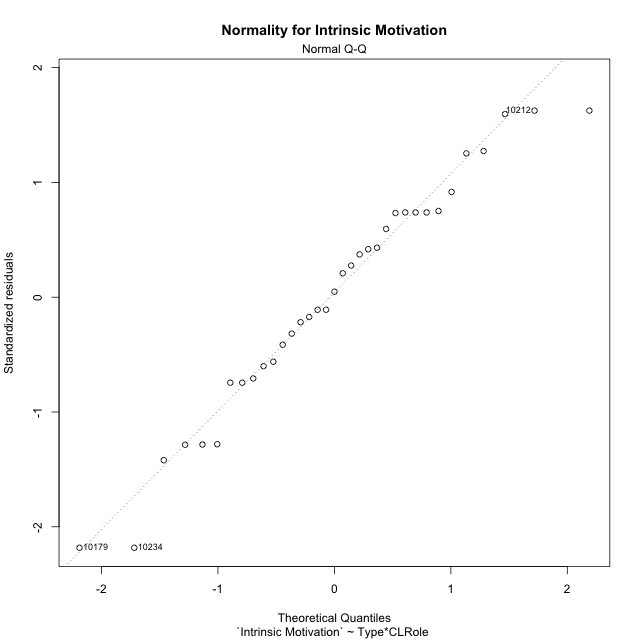 Normality for Intrinsic Motivation
Normal Q-Q
2
1
0
-1
-2
Standardized residuals
10212
10179
10234
-2
-1
0
1
2
Theoretical Quantiles
`Intrinsic Motivation` ~ Type*CLRole